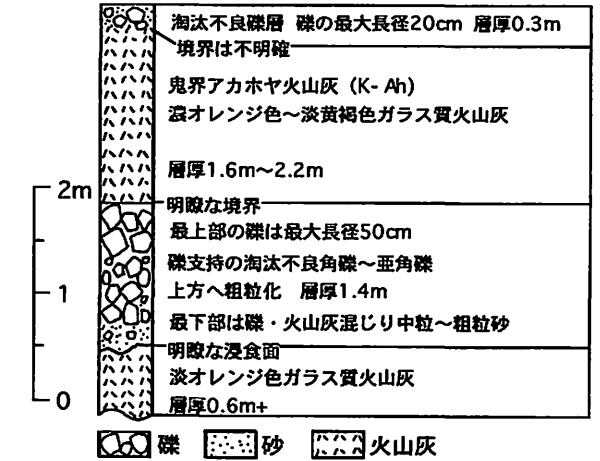 淘汰不良礫層 礫の最大長径20cm 層厚0.3m
境界は不明確
鬼界アカホヤ火山灰（K-Ah）
濃オレンジ色〜淡黄褐色ガラス質火山灰
層厚1.6m〜2.2m
2m
明瞭な境界
最上部の礫は最大長径50cm
礫支持の淘汰不良角礫〜亜角礫
1
上方へ粗粒化 層厚1.4m
最下部は礫・火山灰混じり中粒〜粗粒砂
明瞭な浸食面
淡オレンジ色ガラス質火山灰
0
層厚0.6m+
礫 砂 火山灰